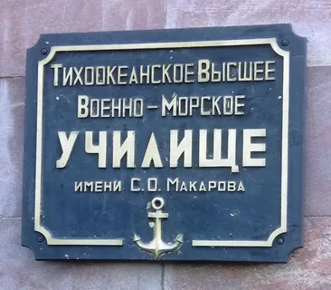 Тихоокеанское Высшее
Военно-Морское
УЧИЛИЩЕ
имени С.О. Макарова